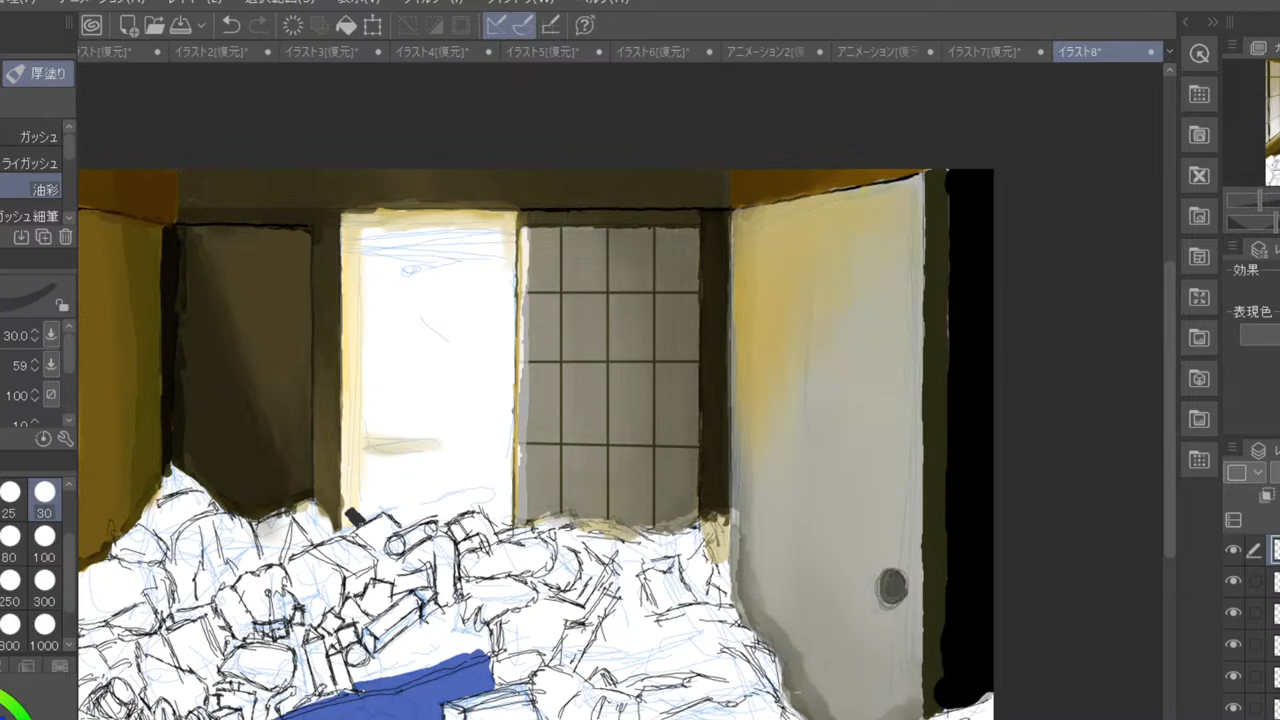 イラスト2[復元]*
イラスト3[復元]*
イラスト4[復元]*
イラスト5[復元]*
イラスト6[復元]*
アニメーション2[復
アニメーション[復元
イラスト7[復元]*
イラスト8*
厚塗り
ガッシュ
ライガッシュ
油彩
ガッシュ細筆
効果
表現色
30.0
59
100
25
30
80
100
250
300
800
1000